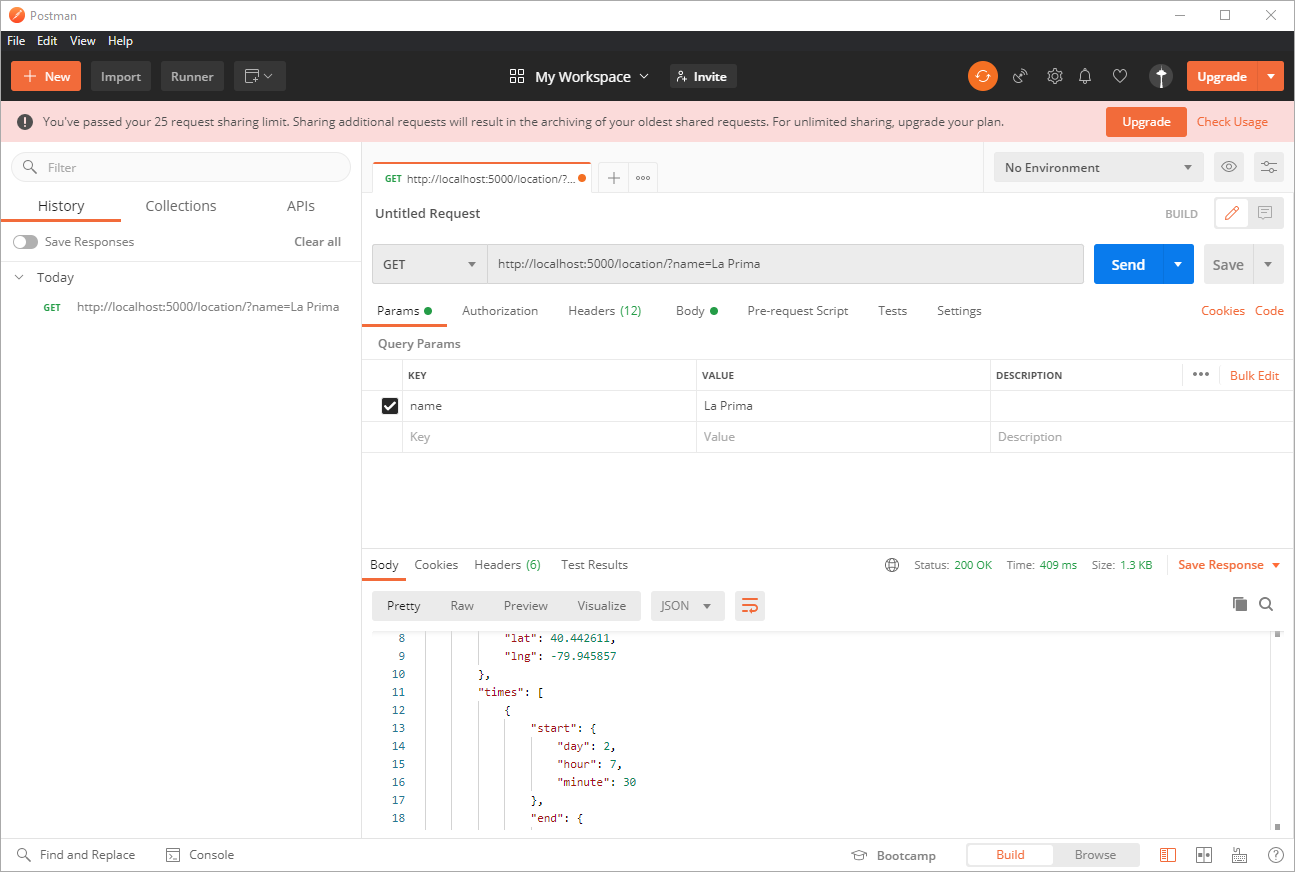 Postman
File Edit View Help
New Import Runner My Workspace Invite Upgrade
You've passed your 25 request sharing limit. Sharing additional requests will result in the archiving of your oldest shared requests. For unlimited sharing, upgrade your plan. Upgrade Check Usage
Filter
History Collections APIs
Save Responses Clear all
Today
GET http://localhost:5000/location/?name=La Prima
GET http://localhost:5000/location/?...
No Environment
Untitled Request BUILD
GET http://localhost:5000/location/?name=La Prima Send Save
Params Authorization Headers (12) Body Pre-request Script Tests Settings Cookies Code
Query Params
KEY VALUE DESCRIPTION Bulk Edit
name La Prima
Key Value Description
Body Cookies Headers (6) Test Results Status: 200 OK Time: 409 ms Size: 1.3 KB Save Response
Pretty Raw Preview Visualize JSON
8 "lat": 40.442611,
9 "lng": -79.945857
10 },
11 "times": [
12 {
13 "start": {
14 "day": 2,
15 "hour": 7,
16 "minute": 30
17 },
18 "end": {
Find and Replace Console Bootcamp Build Browse